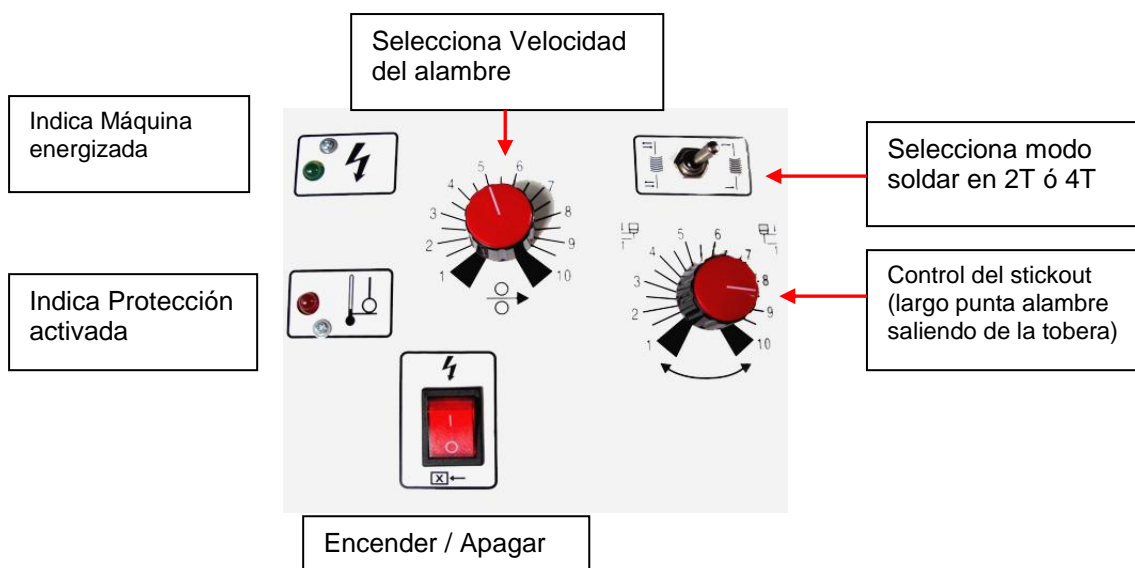 Selecciona Velocidad
del alambre
Indica Máquina
energizada
Selecciona modo
soldar en 2T ó 4T
Indica Protección
activada
Control del stickout
(largo punta alambre
saliendo de la tobera)
1 2 3 4 5 6 7 8 9 10
1 2 3 4 5 6 7 8 9 10
I
O
X
Encender / Apagar